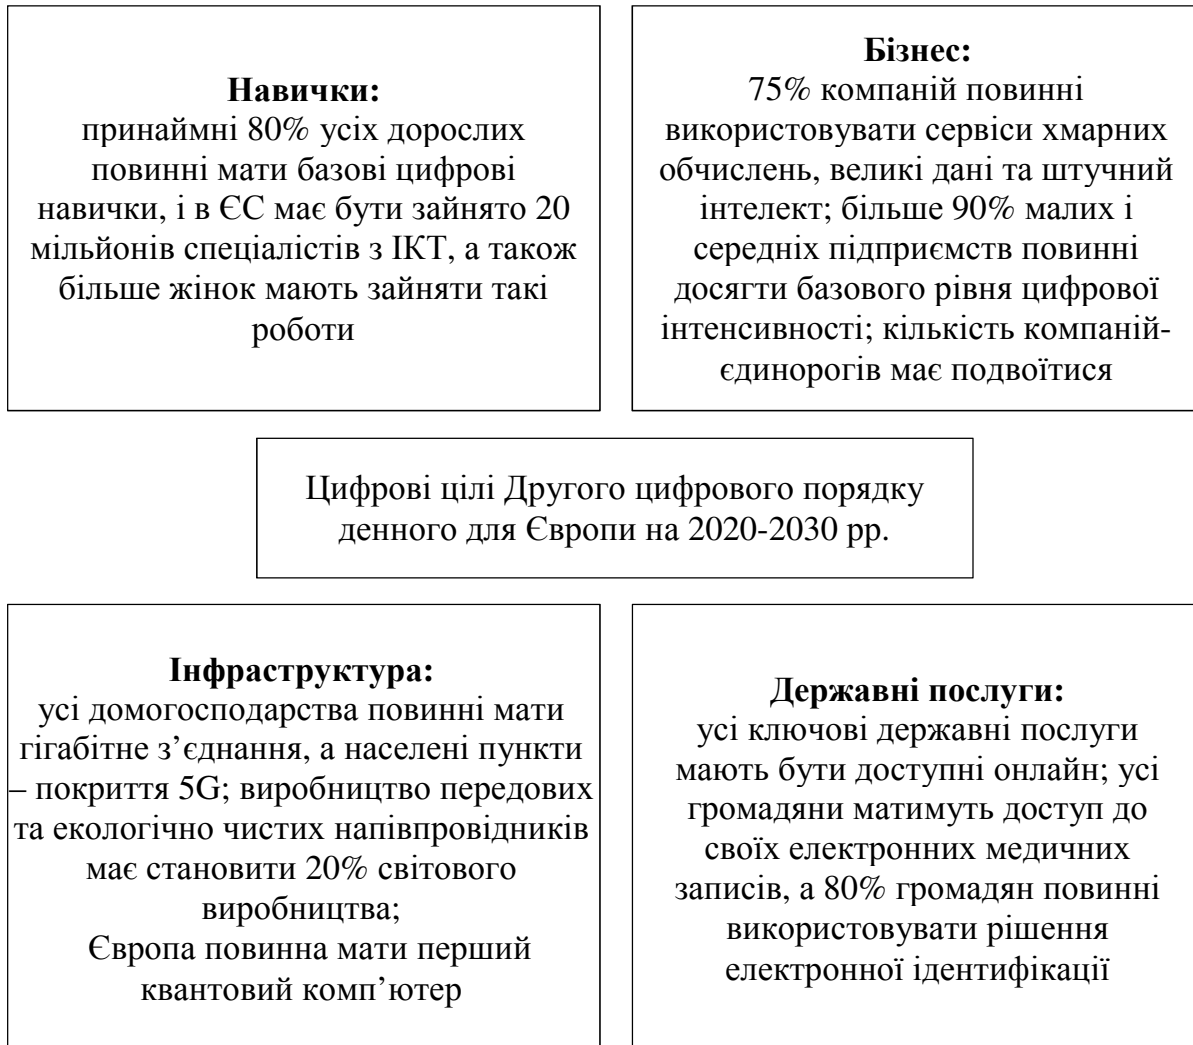 Навички:
принаймні 80% усіх дорослих
повинні мати базові цифрові
навички, і в ЄС має бути зайнято 20
мільйонів спеціалістів з ІКТ, а також
більше жінок мають зайняти такі
роботи
Бізнес:
75% компаній повинні
використовувати сервіси хмарних
обчислень, великі дані та штучний
інтелект; більше 90% малих і
середніх підприємств повинні
досягти базового рівня цифрової
інтенсивності; кількість компаній-
єдинорогів має подвоїтися
Цифрові цілі Другого цифрового порядку
денного для Європи на 2020-2030 рр.
Інфраструктура:
усі домогосподарства повинні мати
гігабітне з’єднання, а населені пункти
– покриття 5G; виробництво передових
та екологічно чистих напівпровідників
має становити 20% світового
виробництва;
Європа повинна мати перший
квантовий комп’ютер
Державні послуги:
усі ключові державні послуги
мають бути доступні онлайн; усі
громадяни матимуть доступ до
своїх електронних медичних
записів, а 80% громадян повинні
використовувати рішення
електронної ідентифікації